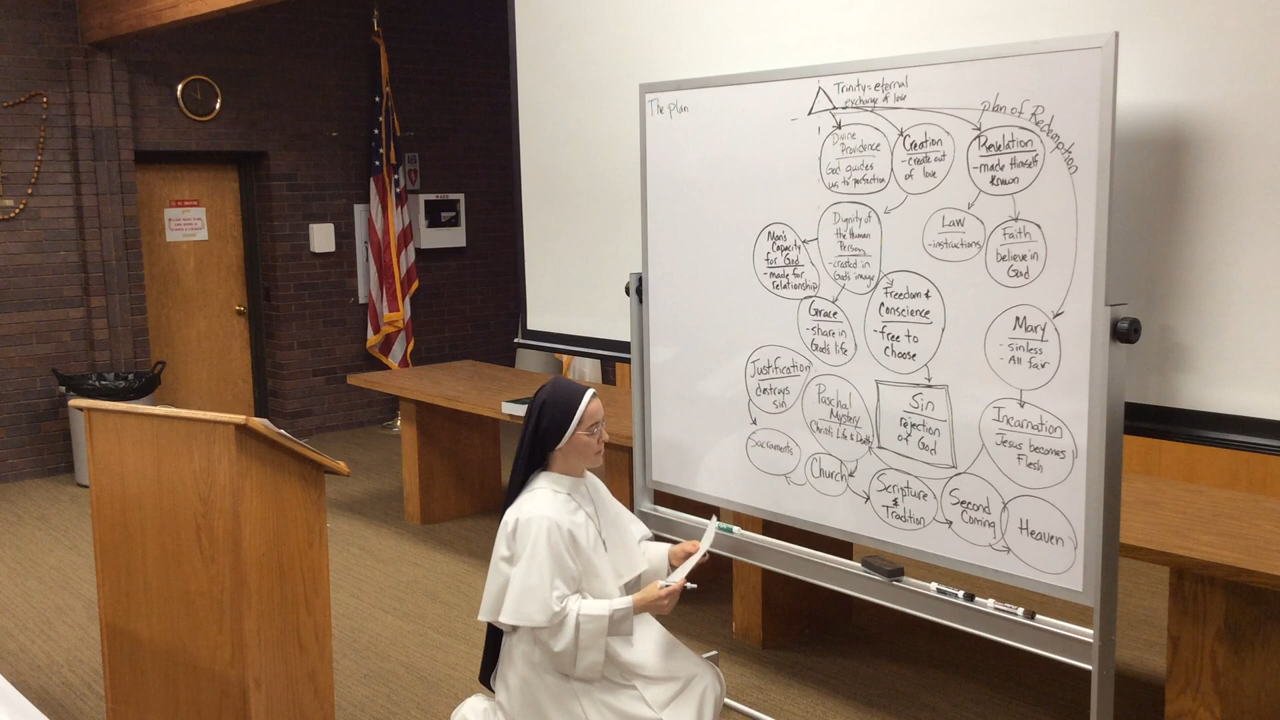 The plan
Trinity = eternal
exchange of love
plan of Redemption
Divine
Providence
God guides
us to perfection
Creation
- create out
of love
Revelation
- made Himself
known
Law
- instructions
Faith
believe in
God
Dignity of
the Human
Person
- created in
God's image
Man's
Capacity
for God
- made for
relationship
Grace
- share in
God's life
Freedom &
Conscience
- free to
choose
Mary
- sinless
- All fair
Justification
destroys
sin
Paschal
Mystery
Christ's Life & Death
Sin
rejection
of God
Incarnation
Jesus becomes
Flesh
Sacraments
Church
Scripture
&
Tradition
Second
Coming
Heaven